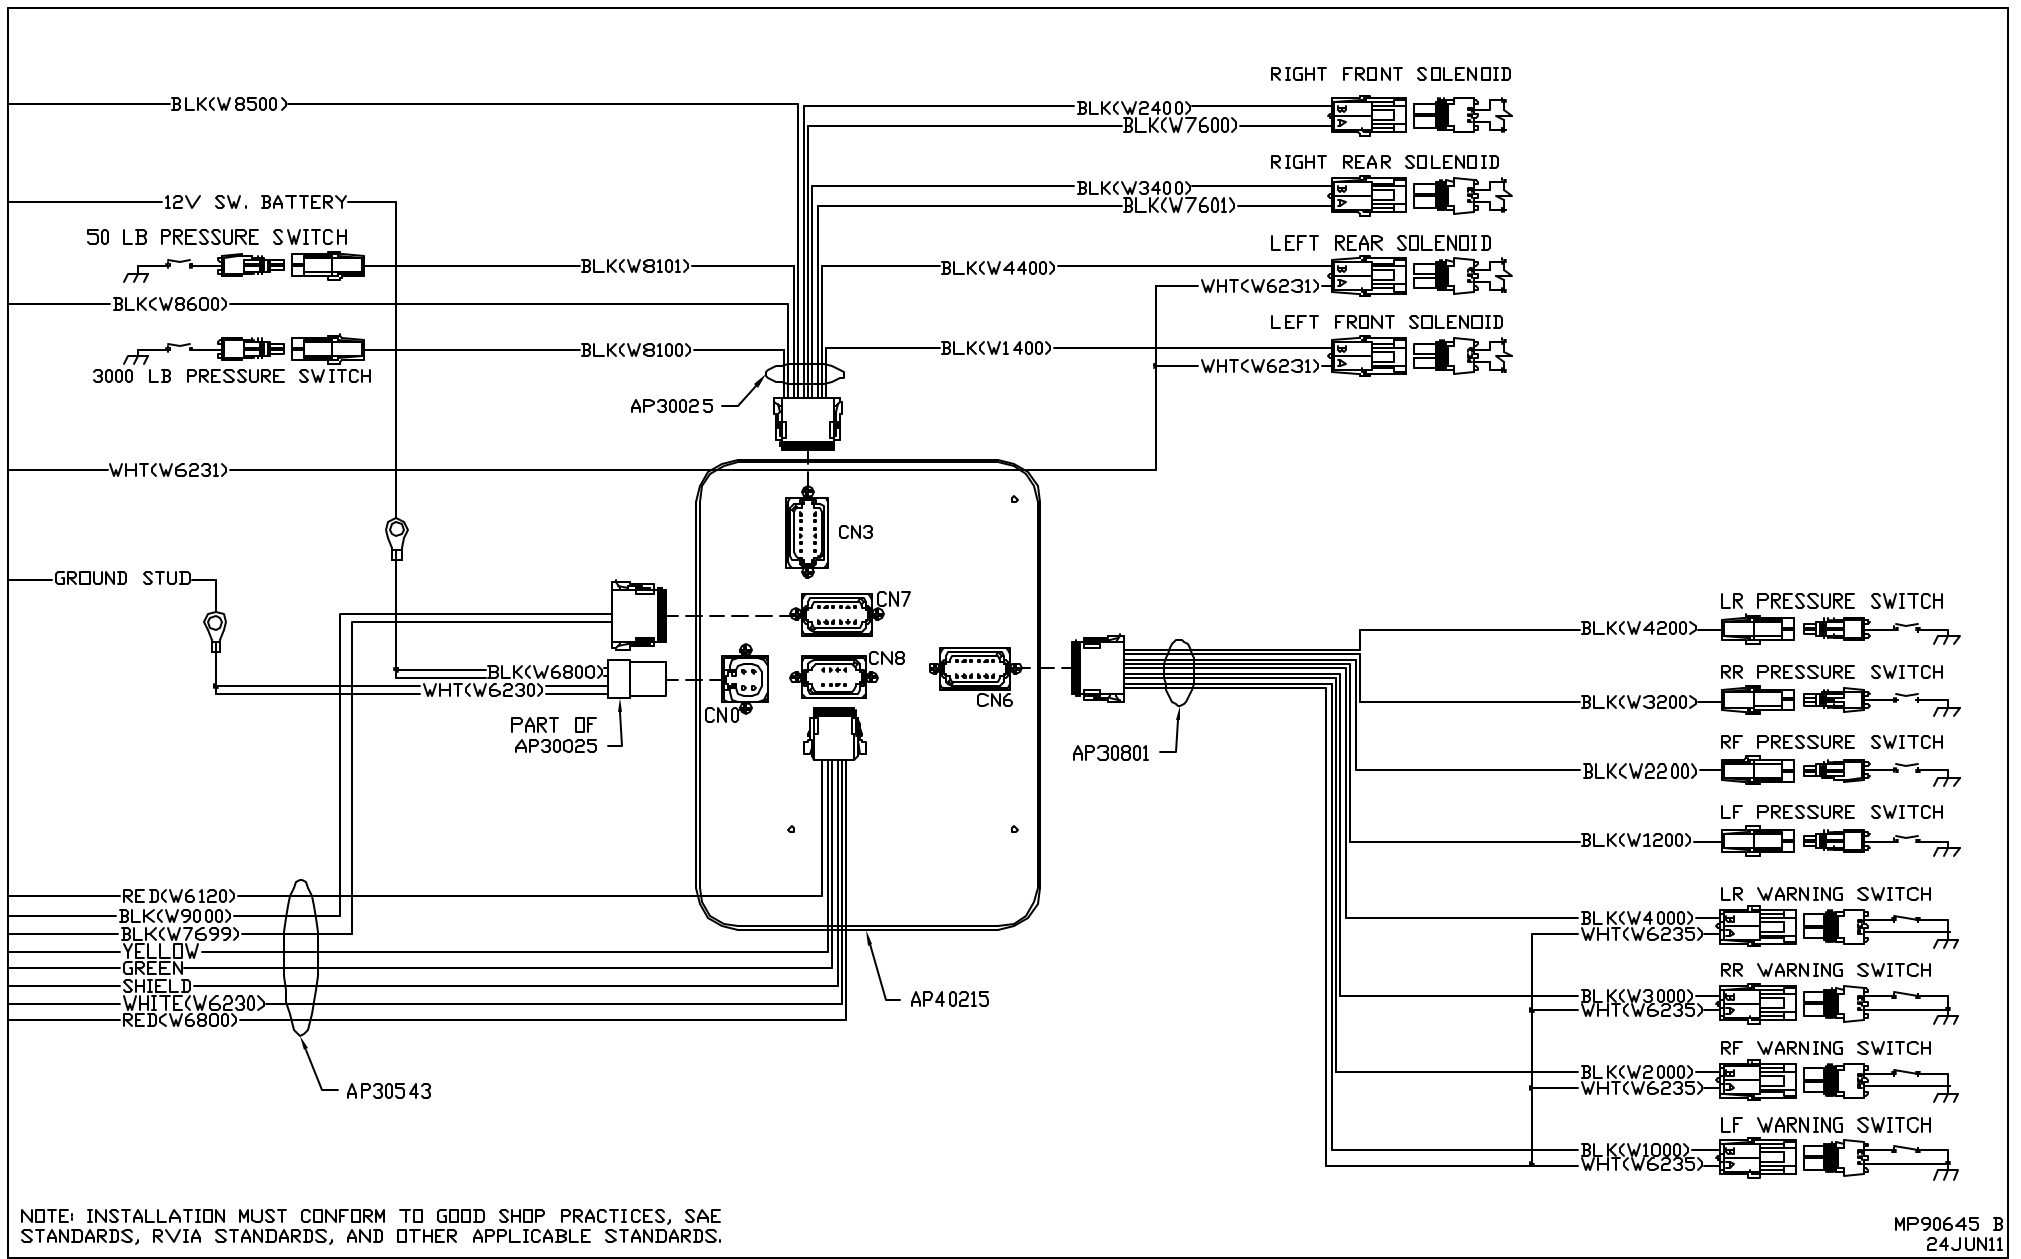 RIGHT FRONT SOLENOID
BLK(W8500)
BLK(W2400)
BLK(W7600)
B
A
RIGHT REAR SOLENOID
BLK(W3400)
B
12V SW. BATTERY
BLK(W7601)
A
50 LB PRESSURE SWITCH
LEFT REAR SOLENOID
BLK(W8101)
BLK(W4400)
B
WHT(W6231)
A
BLK(W8600)
LEFT FRONT SOLENOID
BLK(W8100)
BLK(W1400)
B
WHT(W6231)
A
3000 LB PRESSURE SWITCH
AP30025
WHT(W6231)
CN3
GROUND STUD
CN7
LR PRESSURE SWITCH
BLK(W4200)
CN8
BLK(W6800)
WHT(W6230)
RR PRESSURE SWITCH
CN6
BLK(W3200)
CN0
PART OF
AP30025
AP30801
RF PRESSURE SWITCH
BLK(W2200)
LF PRESSURE SWITCH
BLK(W1200)
RED(W6120)
LR WARNING SWITCH
BLK(W9000)
BLK(W4000)
B
BLK(W7699)
WHT(W6235)
A
YELLOW
GREEN
RR WARNING SWITCH
SHIELD
BLK(W3000)
B
WHITE(W6230)
WHT(W6235)
A
AP40215
RED(W6800)
RF WARNING SWITCH
BLK(W2000)
B
WHT(W6235)
A
AP30543
LF WARNING SWITCH
BLK(W1000)
B
WHT(W6235)
A
NOTE: INSTALLATION MUST CONFORM TO GOOD SHOP PRACTICES, SAE
STANDARDS, RVIA STANDARDS, AND OTHER APPLICABLE STANDARDS.
MP90645 B
24JUN11